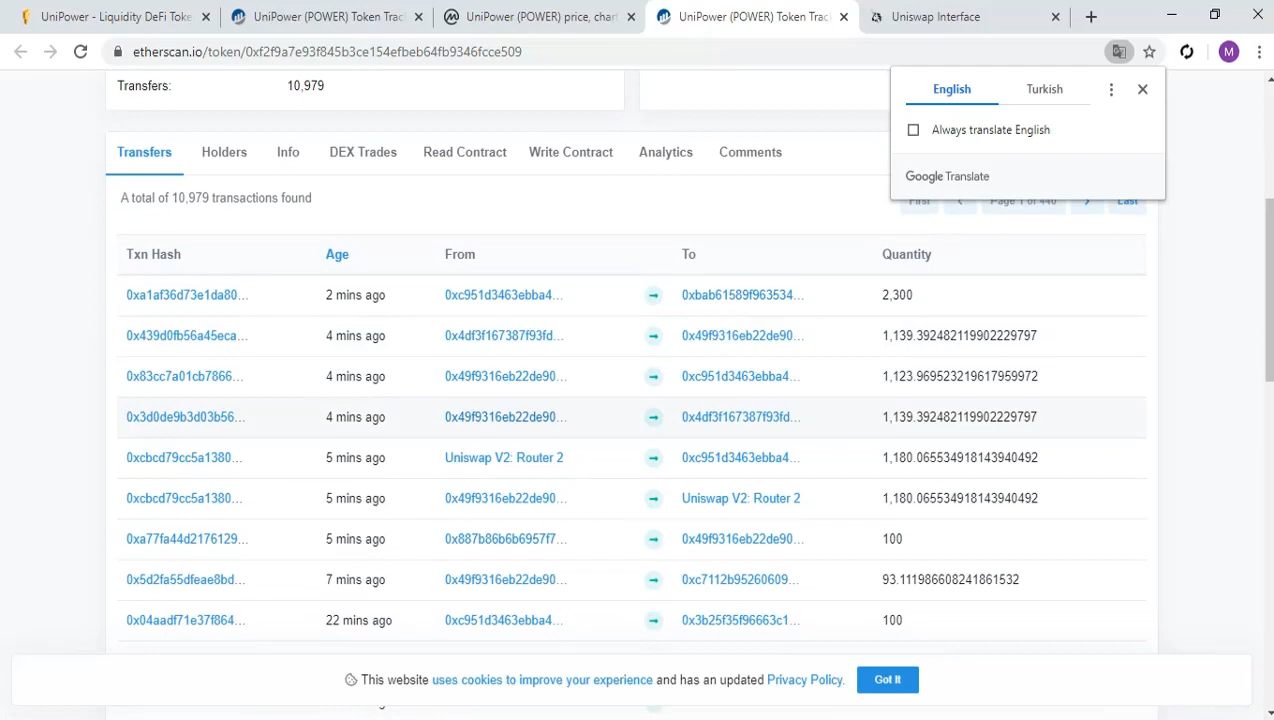 UniPower - Liquidity DeFi Toke
UniPower (POWER) Token Trac
UniPower (POWER) price, char
UniPower (POWER) Token Trac
Uniswap Interface
etherscan.io/token/0xf2f9a7e93f845b3ce154efbeb64fb9346fcce509
M
English Turkish
Always translate English
Google Translate
Transfers: 10,979
Transfers Holders Info DEX Trades Read Contract Write Contract Analytics Comments
A total of 10,979 transactions found
First Page 1 of 440 Last
Txn Hash Age From To Quantity
0xa1af36d73e1da80... 2 mins ago 0xc951d3463ebba4... 0xbab61589f963534... 2,300
0x439d0fb56a45eca... 4 mins ago 0x4df3f167387f93fd... 0x49f9316eb22de90... 1,139.392482119902229797
0x83cc7a01cb7866... 4 mins ago 0x49f9316eb22de90... 0xc951d3463ebba4... 1,123.969523219617959972
0x3d0de9b3d03b56... 4 mins ago 0x49f9316eb22de90... 0x4df3f167387f93fd... 1,139.392482119902229797
0xcbcd79cc5a1380... 5 mins ago Uniswap V2: Router 2 0xc951d3463ebba4... 1,180.065534918143940492
0xcbcd79cc5a1380... 5 mins ago 0x49f9316eb22de90... Uniswap V2: Router 2 1,180.065534918143940492
0xa77fa44d2176129... 5 mins ago 0x887b86b6b6957f7... 0x49f9316eb22de90... 100
0x5d2fa55dfeae8bd... 7 mins ago 0x49f9316eb22de90... 0xc7112b95260609... 93.111986608241861532
0x04aadf71e37f864... 22 mins ago 0xc951d3463ebba4... 0x3b25f35f96663c1... 100
This website uses cookies to improve your experience and has an updated Privacy Policy. Got It